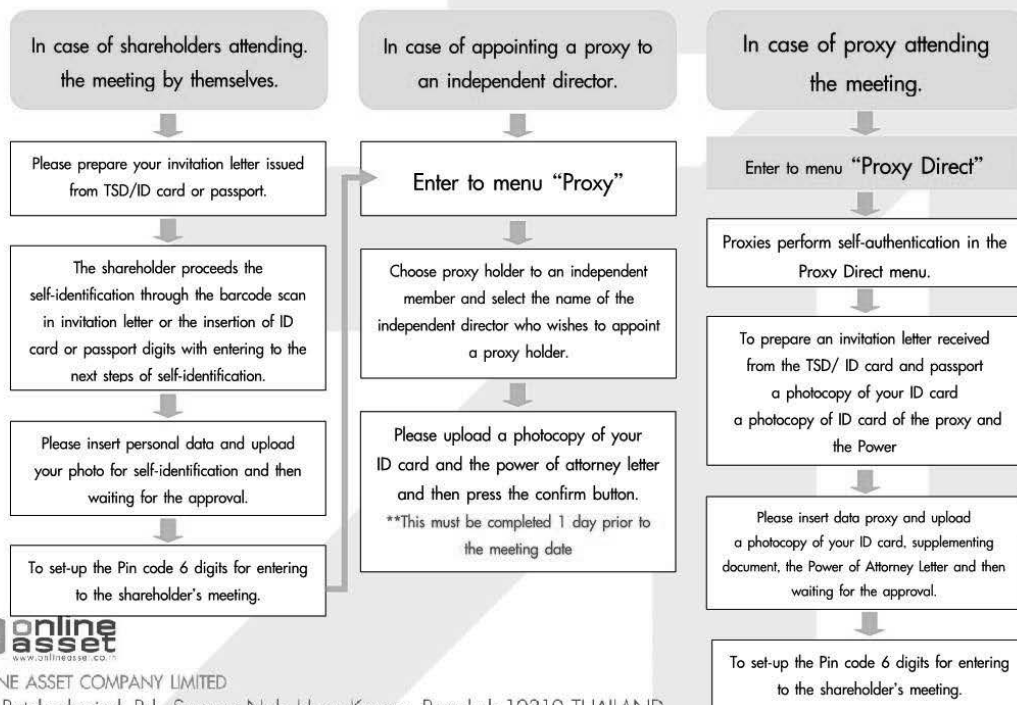 In case of shareholders attending.
the meeting by themselves.
Please prepare your invitation letter issued
from TSD/ID card or passport.
The shareholder proceeds the
self-identification through the barcode scan
in invitation letter or the insertion of ID
card or passport digits with entering to the
next steps of self-identification.
Please insert personal data and upload
your photo for self-identification and then
waiting for the approval.
To set-up the Pin code 6 digits for entering
to the shareholder's meeting.
In case of appointing a proxy to
an independent director.
Enter to menu “Proxy”
Choose proxy holder to an independent
member and select the name of the
independent director who wishes to appoint
a proxy holder.
Please upload a photocopy of your
ID card and the power of attorney letter
and then press the confirm button.
**This must be completed 1 day prior to
the meeting date
In case of proxy attending
the meeting.
Enter to menu “Proxy Direct”
Proxies perform self-authentication in the
Proxy Direct menu.
To prepare an invitation letter received
from the TSD/ ID card and passport
a photocopy of your ID card
a photocopy of ID card of the proxy and
the Power
Please insert data proxy and upload
a photocopy of your ID card, supplementing
document, the Power of Attorney Letter and then
waiting for the approval.
To set-up the Pin code 6 digits for entering
to the shareholder's meeting.
online
asset
www.onlineasset.co.th
NE ASSET COMPANY LIMITED